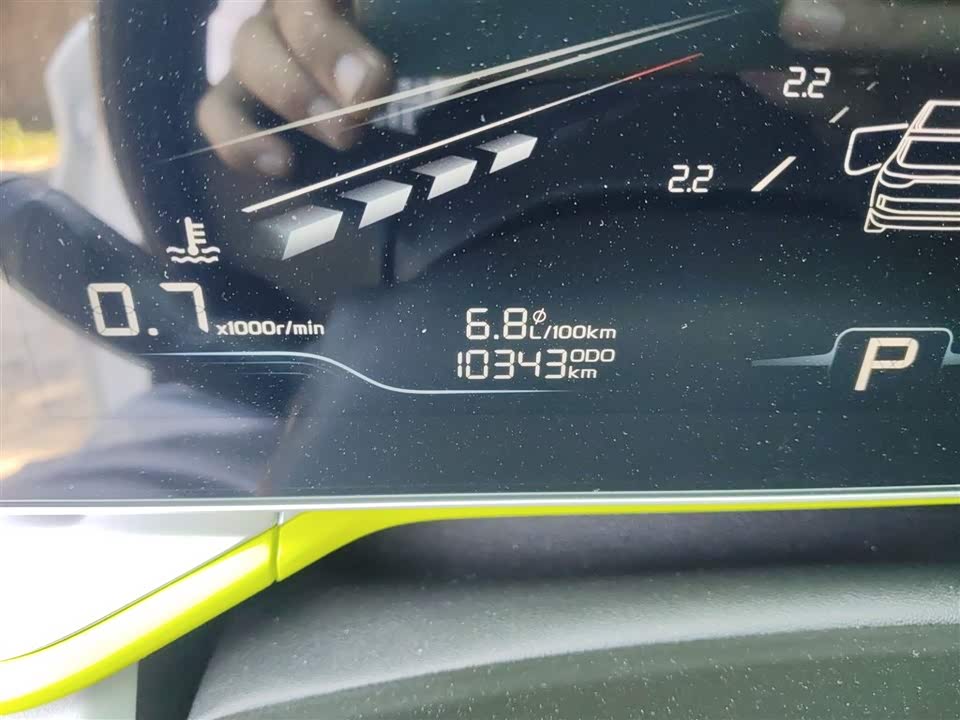 2.2
2.2
0.7 x1000r/min
6.8 Ø L/100km
10343 ODO km
P